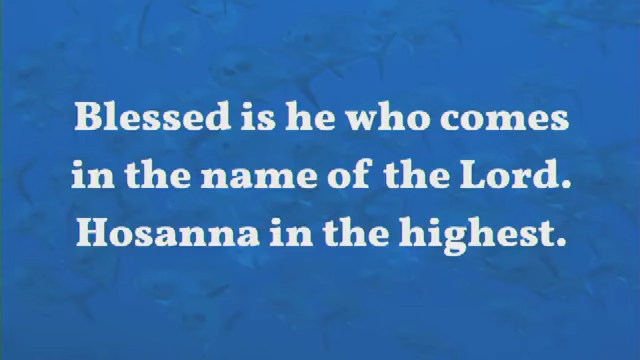 Blessed is he who comes
in the name of the Lord.
Hosanna in the highest.